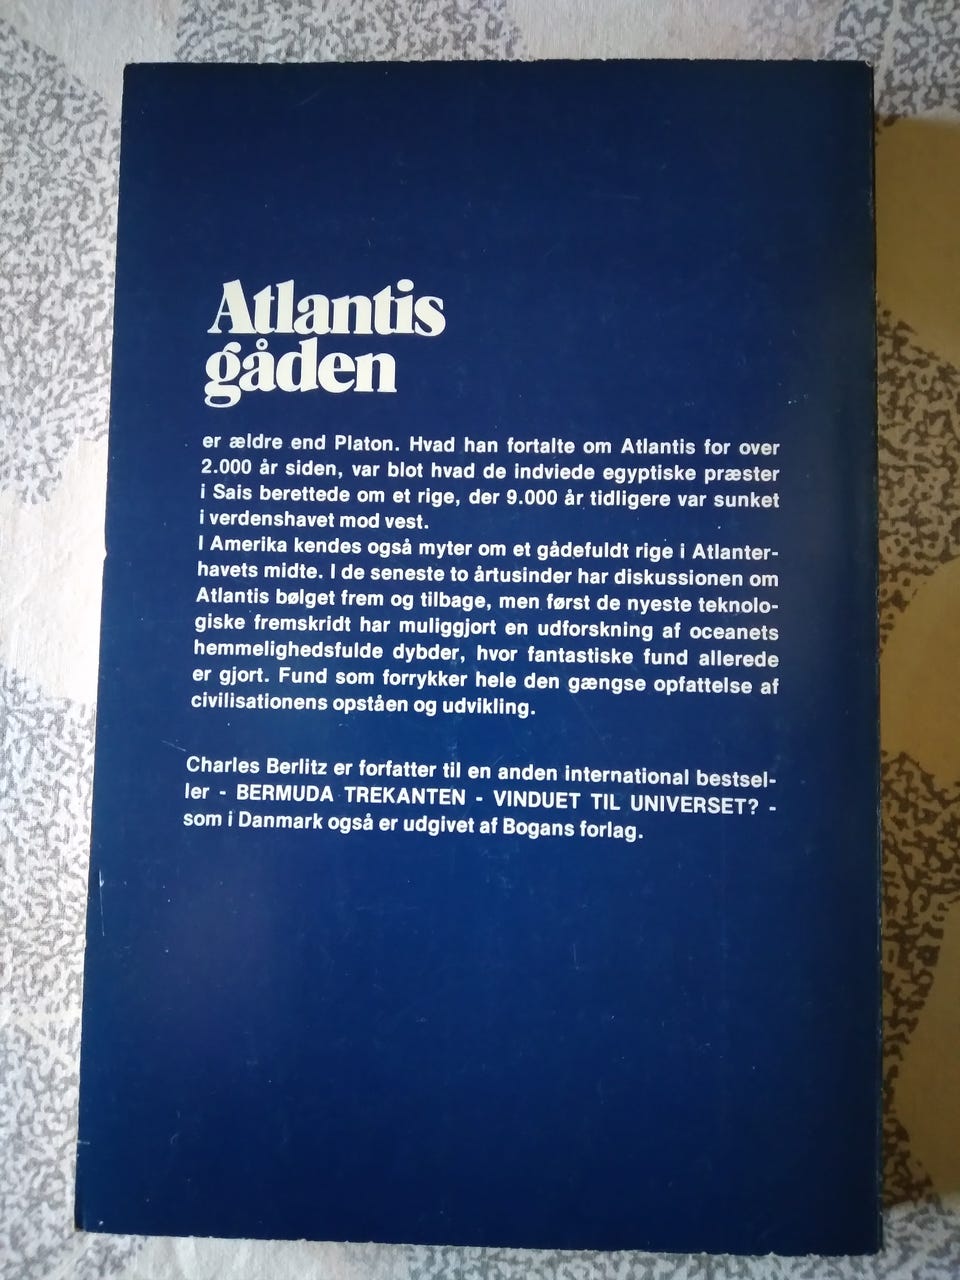 Atlantis
gåden
er ældre end Platon. Hvad han fortalte om Atlantis for over
2.000 år siden, var blot hvad de indviede egyptiske præster
i Sais berettede om et rige, der 9.000 år tidligere var sunket
i verdenshavet mod vest.
I Amerika kendes også myter om et gådefuldt rige i Atlanter-
havets midte. I de seneste to årtusinder har diskussionen om
Atlantis bølget frem og tilbage, men først de nyeste teknolo-
giske fremskridt har muliggjort en udforskning af oceanets
hemmelighedsfulde dybder, hvor fantastiske fund allerede
er gjort. Fund som forrykker hele den gængse opfattelse af
civilisationens opståen og udvikling.
Charles Berlitz er forfatter til en anden international bestsel-
ler - BERMUDA TREKANTEN - VINDUET TIL UNIVERSET? -
som i Danmark også er udgivet af Bogans forlag.